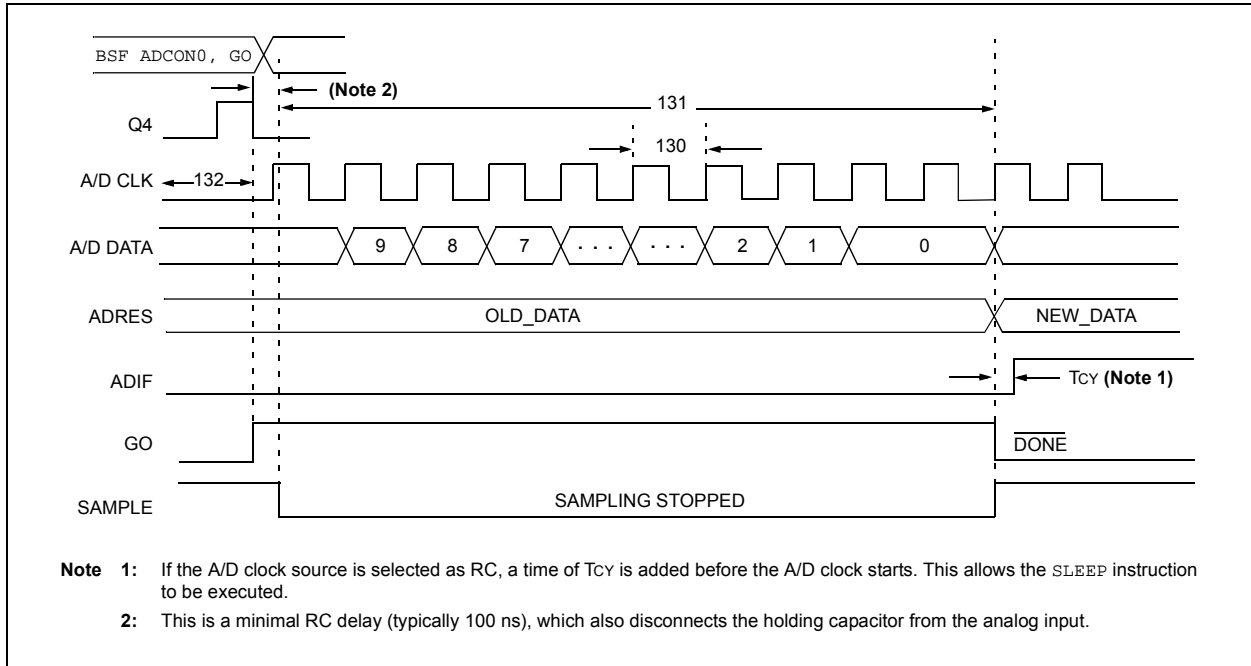 BSF ADCON0, GO
(Note 2)
131
Q4
130
A/D CLK
132
A/D DATA
9 8 7 . . . . . . 2 1 0
ADRES
OLD_DATA
NEW_DATA
ADIF
TCY (Note 1)
GO
DONE
SAMPLE
SAMPLING STOPPED
Note 1: If the A/D clock source is selected as RC, a time of TCY is added before the A/D clock starts. This allows the SLEEP instruction
to be executed.
2: This is a minimal RC delay (typically 100 ns), which also disconnects the holding capacitor from the analog input.